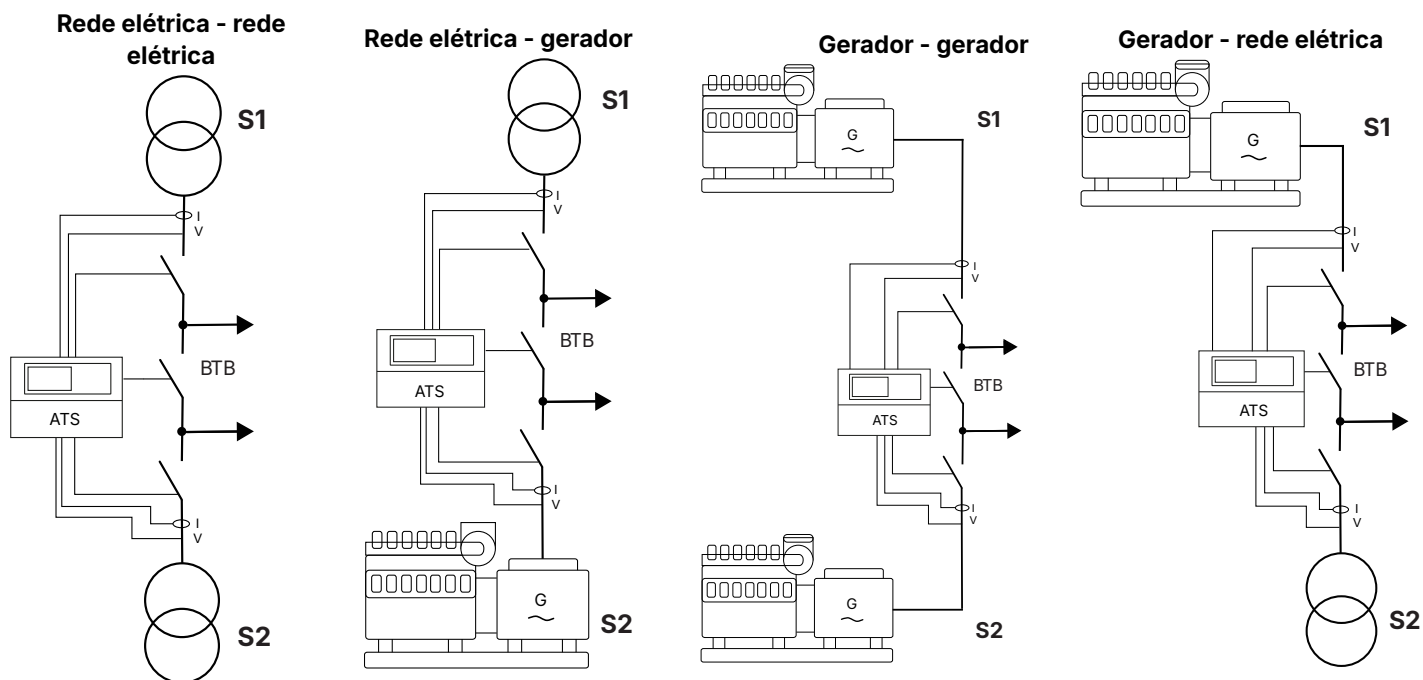 Rede elétrica - rede
elétrica
S1
I
V
BTB
ATS
I
V
S2
Rede elétrica - gerador
S1
I
V
BTB
ATS
I
V
G
S2
Gerador - gerador
S1
G
I
V
BTB
ATS
I
V
G
S2
Gerador - rede elétrica
S1
G
I
V
BTB
ATS
I
V
S2